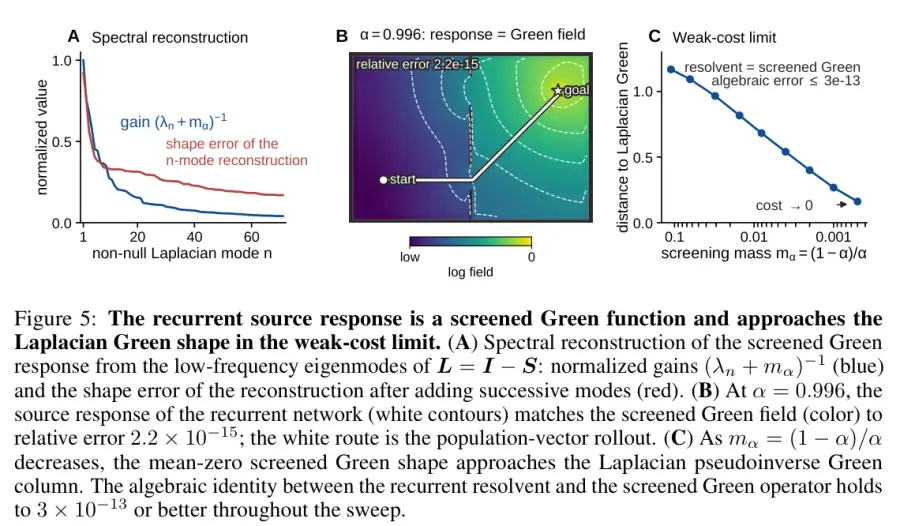 A Spectral reconstruction
1.0
0.5
0.0
normalized value
gain (λₙ + mα)⁻¹
shape error of the
n-mode reconstruction
1 20 40 60
non-null Laplacian mode n
B α = 0.996: response = Green field
relative error 2.2e-15
goal
start
low 0
log field
C Weak-cost limit
distance to Laplacian Green
1.0
0.5
0.0
resolvent = screened Green
algebraic error ≤ 3e-13
cost → 0
0.1 0.01 0.001
screening mass mα = (1 − α)/α
Figure 5: The recurrent source response is a screened Green function and approaches the
Laplacian Green shape in the weak-cost limit. (A) Spectral reconstruction of the screened Green
response from the low-frequency eigenmodes of L = I − S: normalized gains (λₙ + mα)⁻¹ (blue)
and the shape error of the reconstruction after adding successive modes (red). (B) At α = 0.996, the
source response of the recurrent network (white contours) matches the screened Green field (color) to
relative error 2.2 × 10⁻¹⁵; the white route is the population-vector rollout. (C) As mα = (1 − α)/α
decreases, the mean-zero screened Green shape approaches the Laplacian pseudoinverse Green
column. The algebraic identity between the recurrent resolvent and the screened Green operator holds
to 3 × 10⁻¹³ or better throughout the sweep.